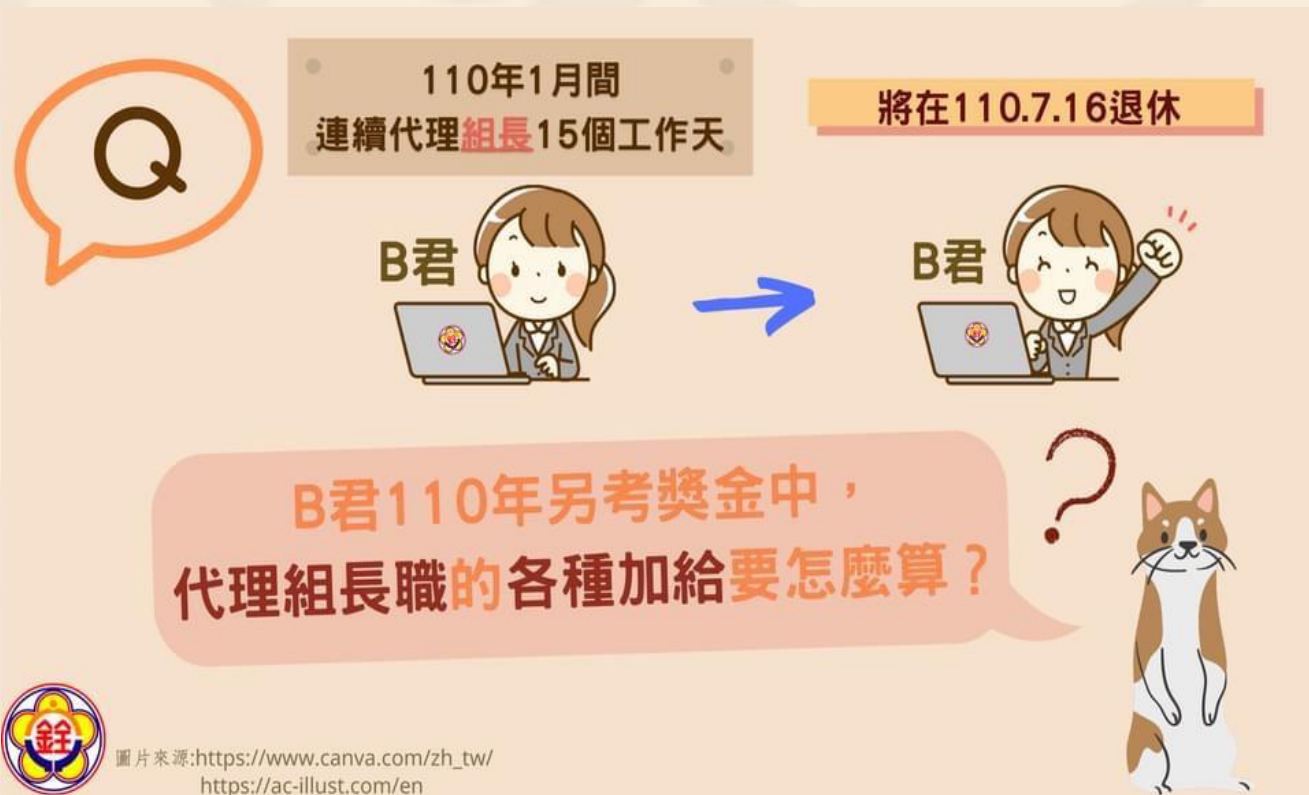 Q
110年1月間
連續代理組長15個工作天
將在110.7.16退休
B君
B君
B君110年另考獎金中，
代理組長職的各種加給要怎麼算？
?
銓
圖片來源:https://www.canva.com/zh_tw/
https://ac-illust.com/en